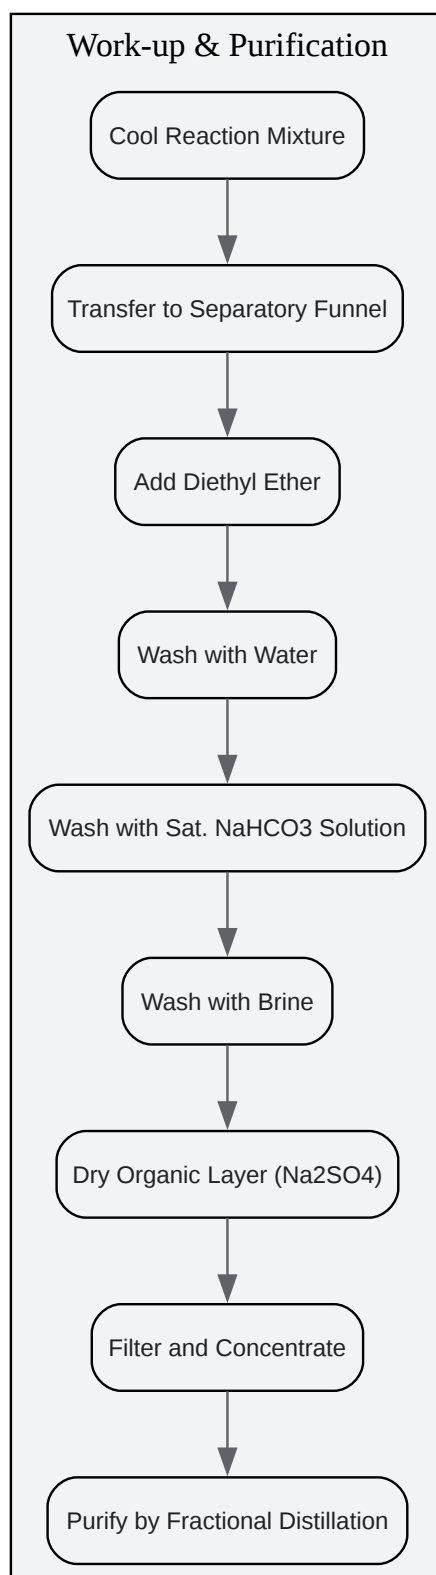 Work-up & Purification
Cool Reaction Mixture
Transfer to Separatory Funnel
Add Diethyl Ether
Wash with Water
Wash with Sat. NaHCO3 Solution
Wash with Brine
Dry Organic Layer (Na2SO4)
Filter and Concentrate
Purify by Fractional Distillation